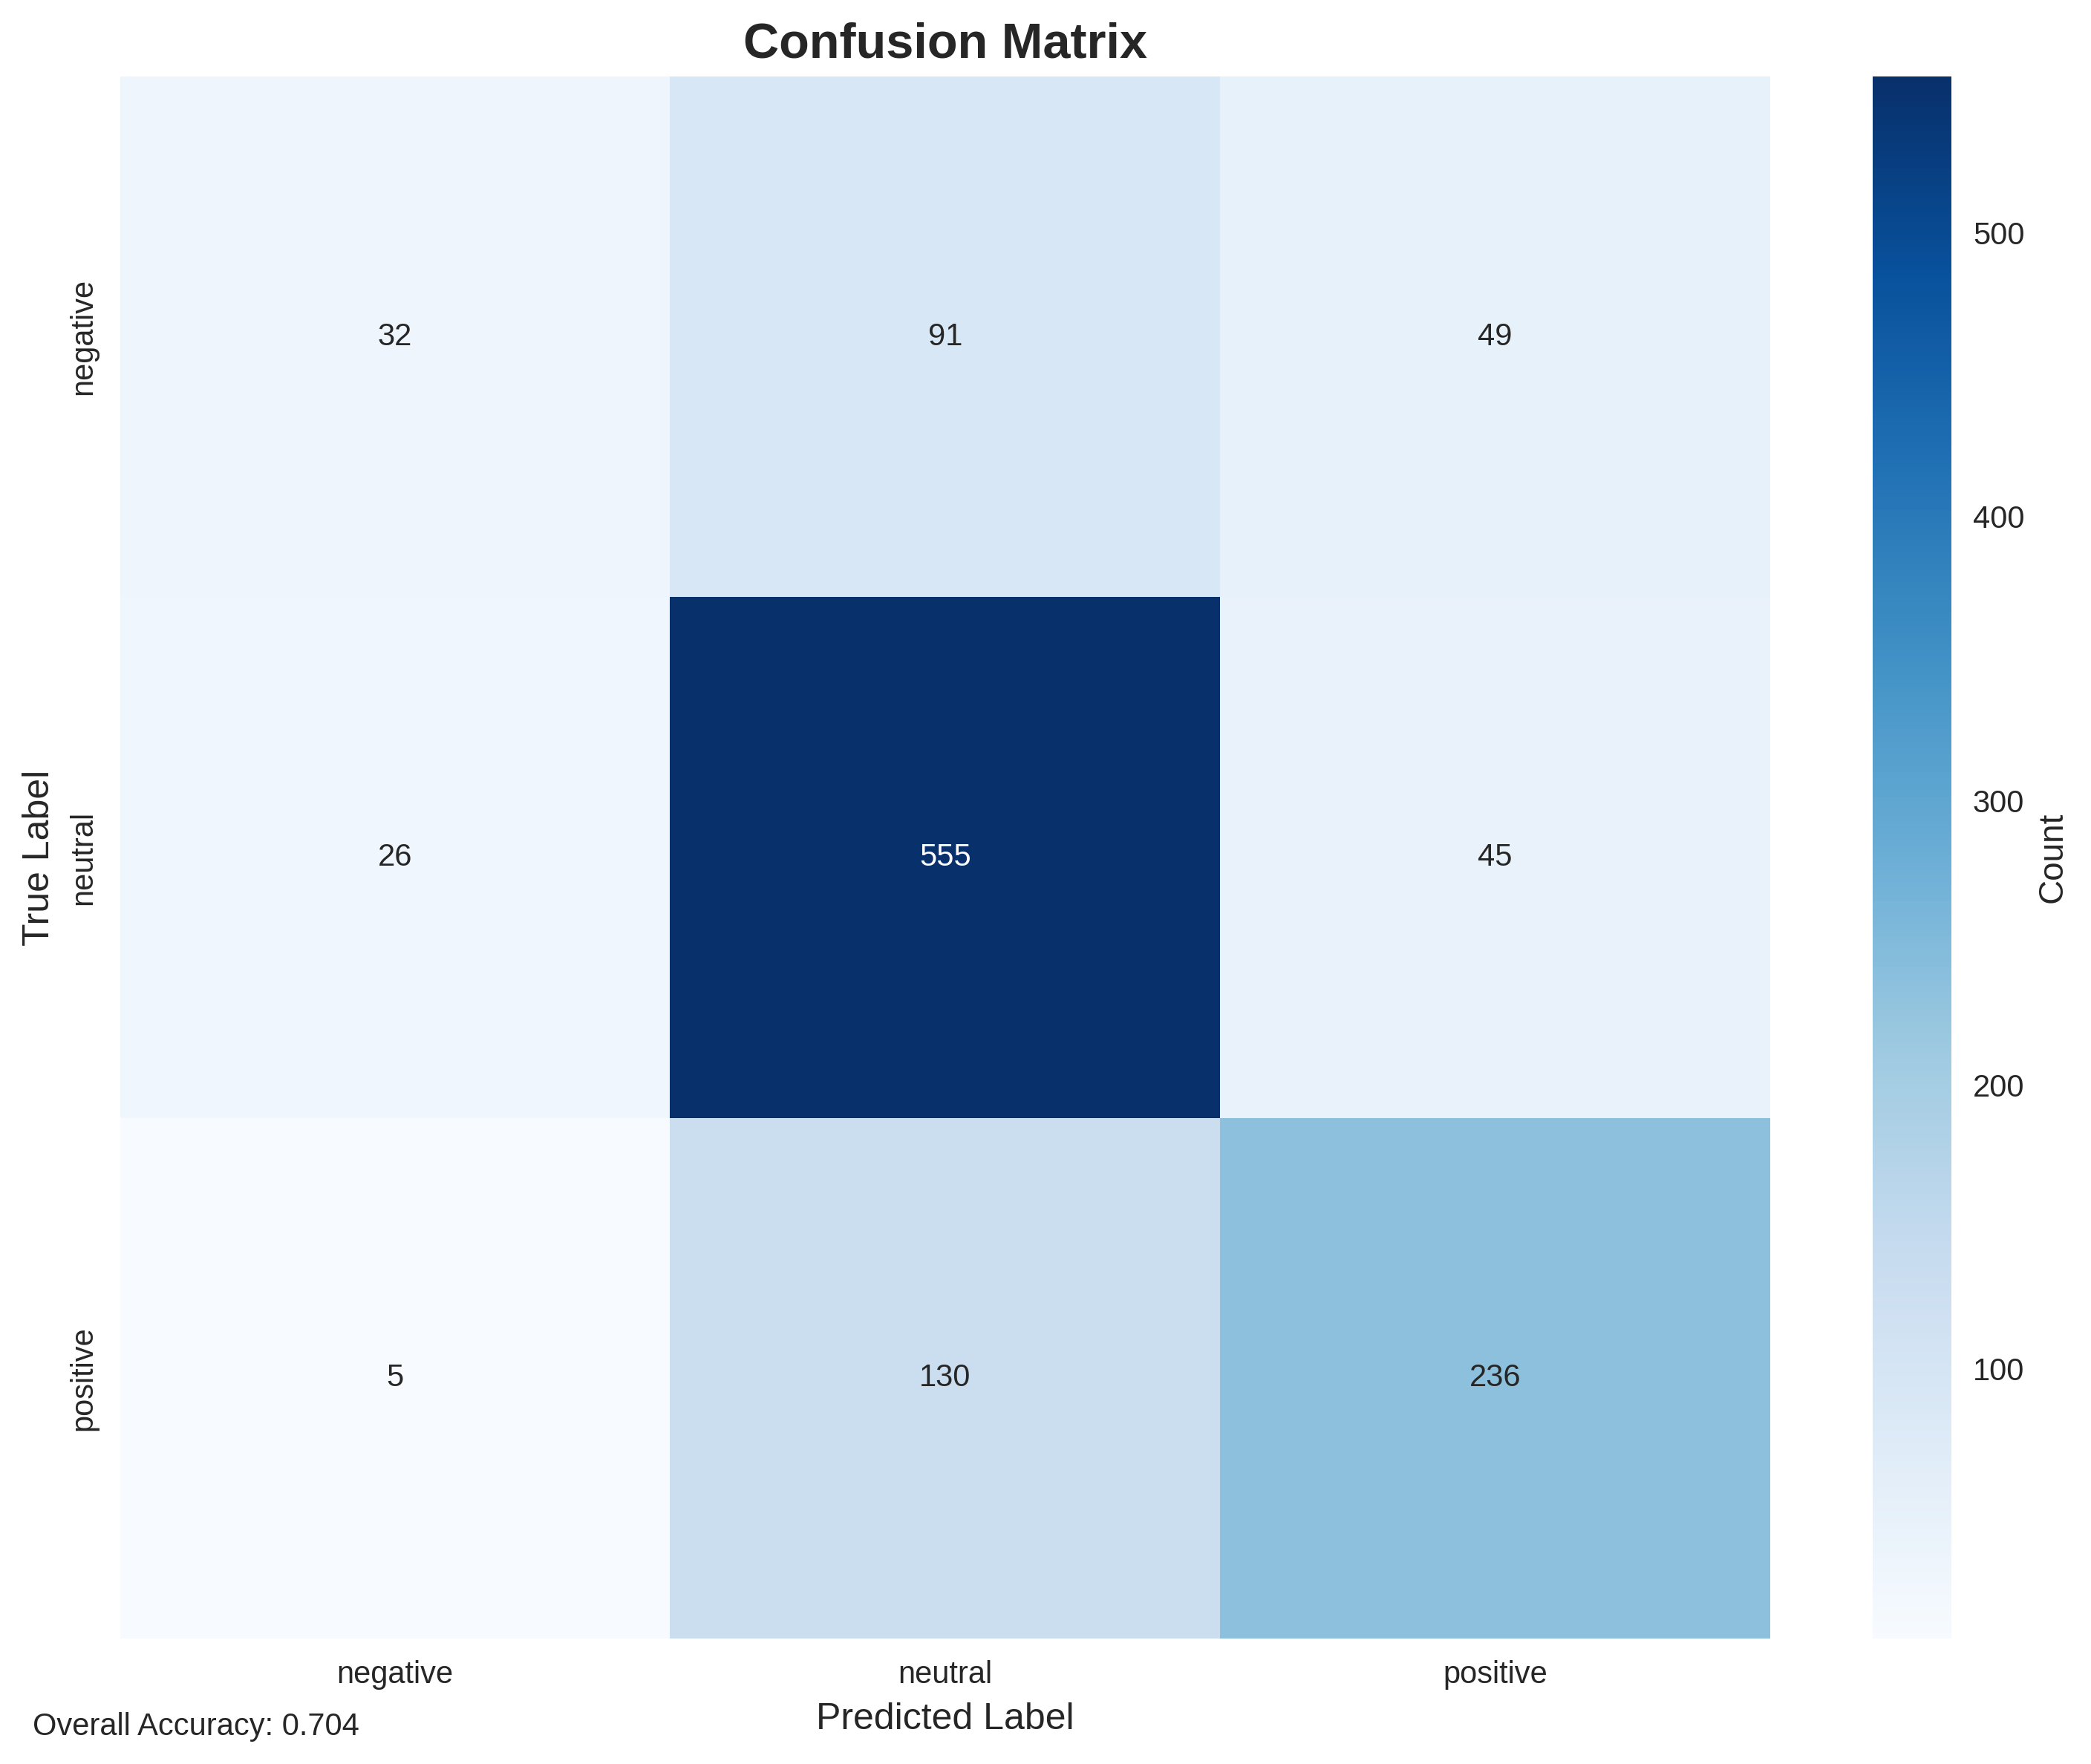 Confusion Matrix
True Label
negative
32 91 49
neutral
26 555 45
positive
5 130 236
negative neutral positive
Predicted Label
Overall Accuracy: 0.704
500
400
300
200
100
Count